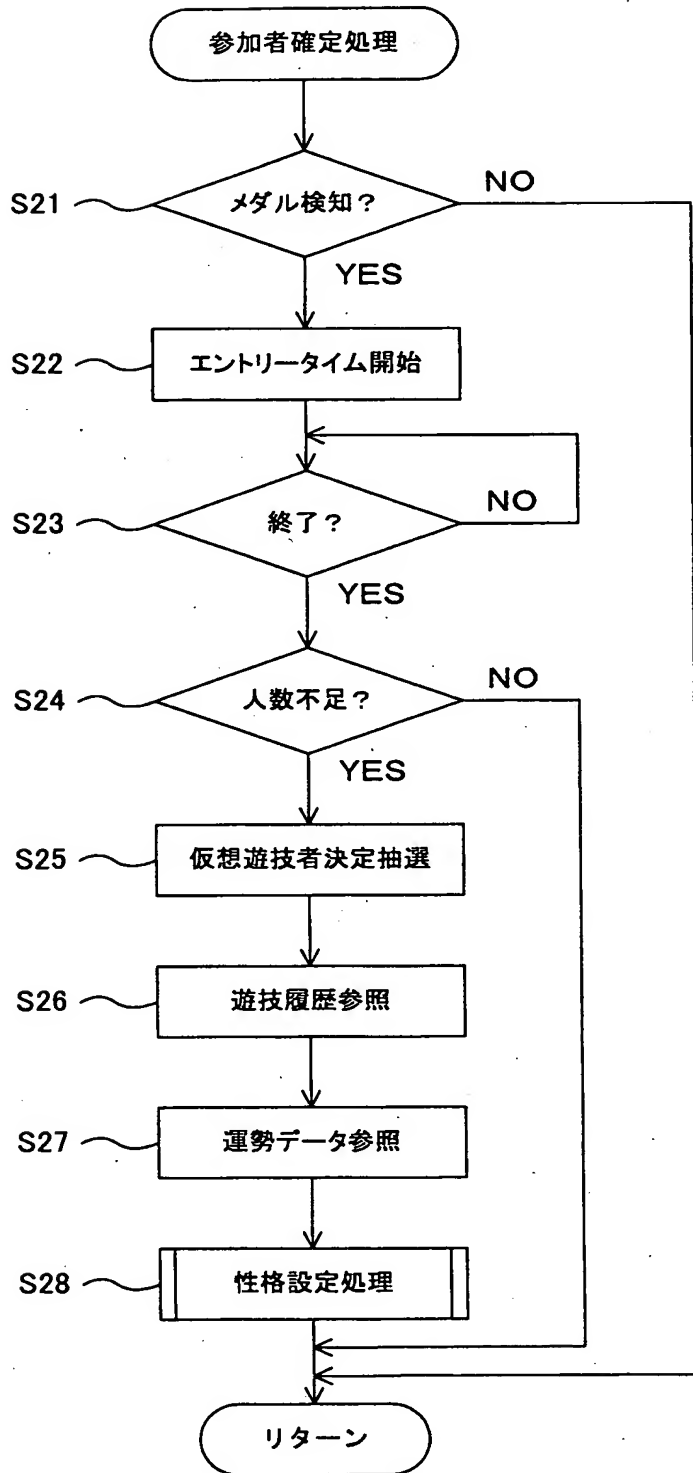 参加者確定処理
S21
メダル検知?
NO
YES
S22
エントリータイム開始
S23
終了?
NO
YES
S24
人数不足?
NO
YES
S25
仮想遊技者決定抽選
S26
遊技履歴参照
S27
運勢データ参照
S28
性格設定処理
リターン